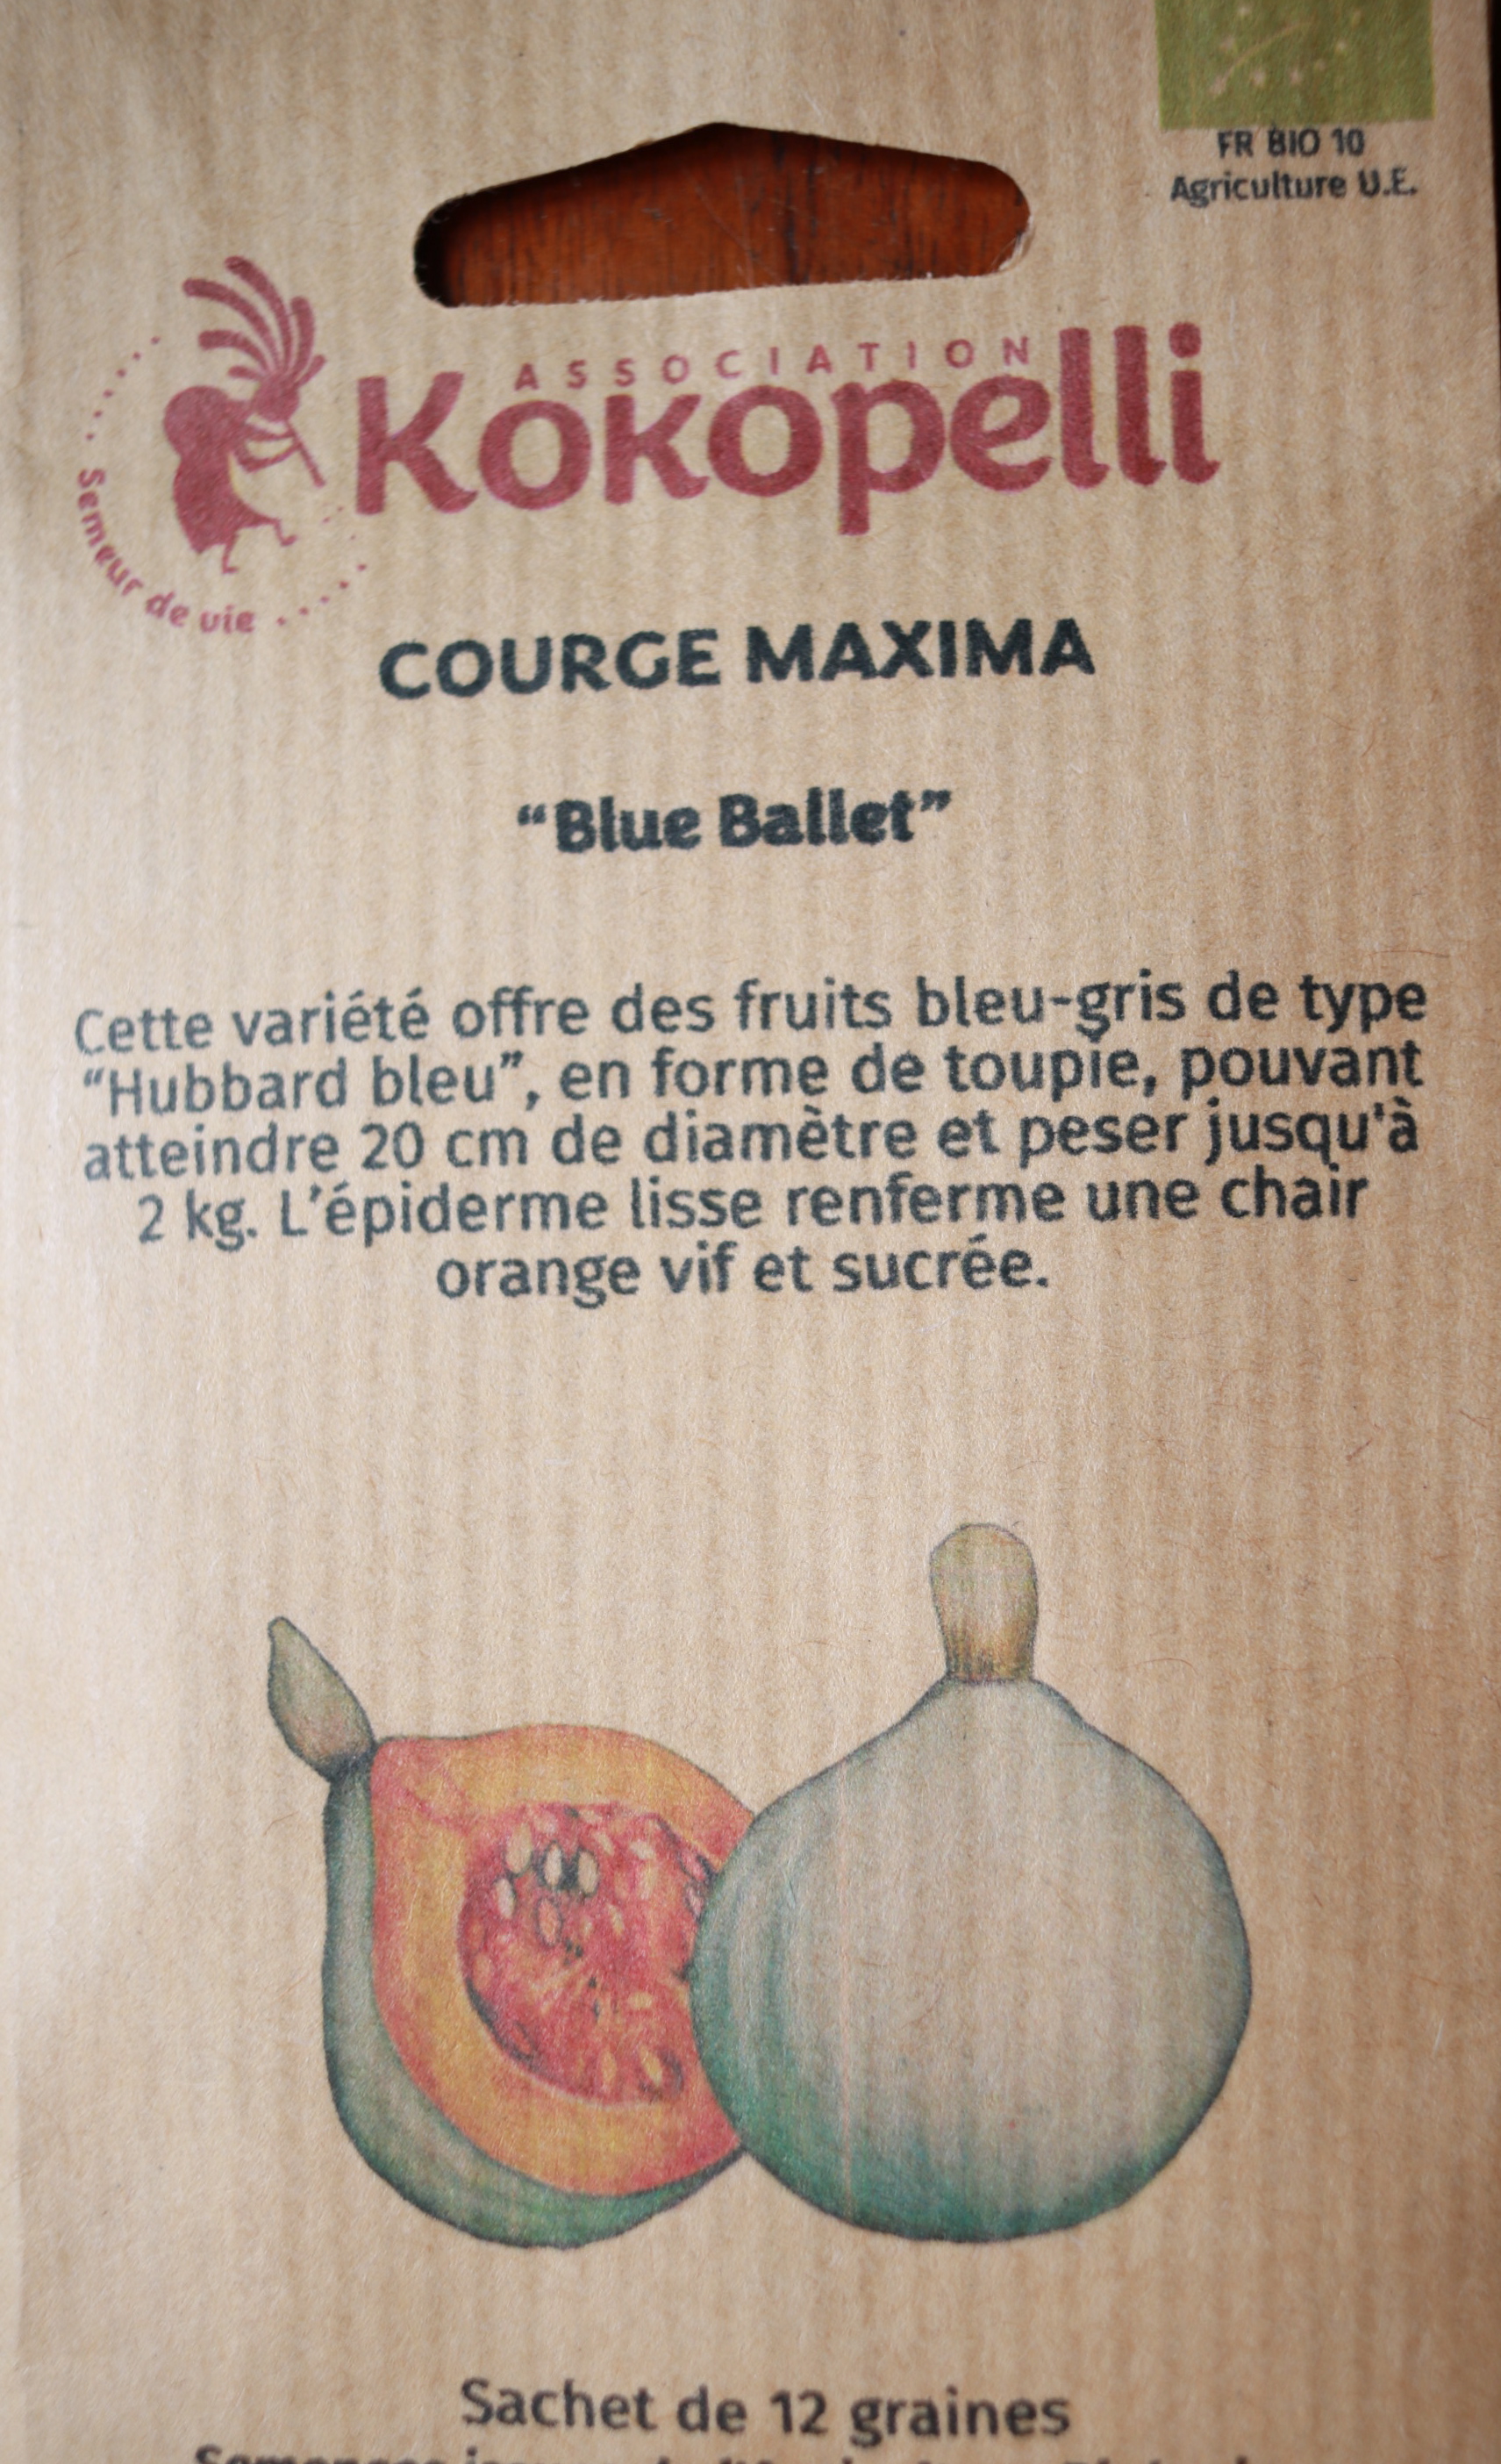 FR BIO 10
Agriculture U.E.
ASSOCIATION
Kokopelli
Semeur de vie
COURGE MAXIMA
“Blue Ballet”
Cette variété offre des fruits bleu-gris de type
“Hubbard bleu”, en forme de toupie, pouvant
atteindre 20 cm de diamètre et peser jusqu'à
2 kg. L’épiderme lisse renferme une chair
orange vif et sucrée.
Sachet de 12 graines